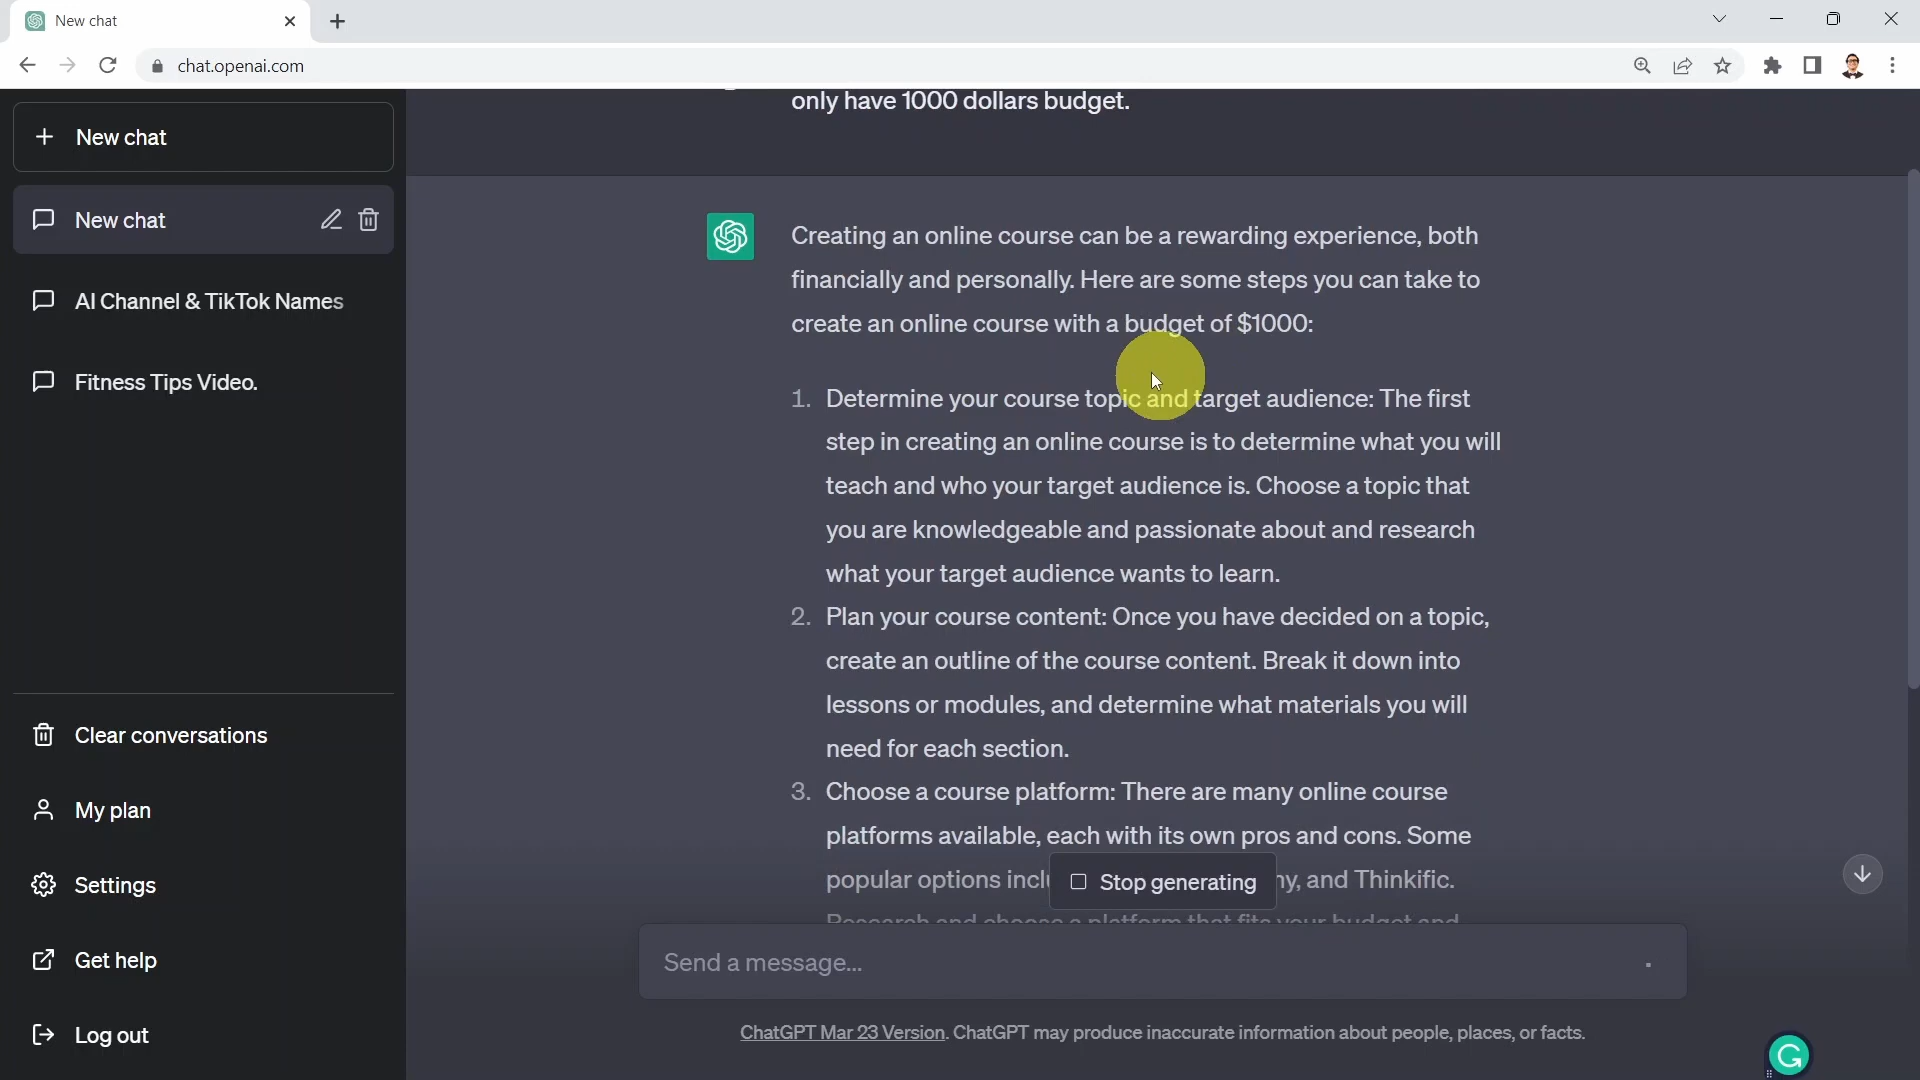 New chat
chat.openai.com
New chat
New chat
AI Channel & TikTok Names
Fitness Tips Video.
Clear conversations
My plan
Settings
Get help
Log out
only have 1000 dollars budget.
Creating an online course can be a rewarding experience, both
financially and personally. Here are some steps you can take to
create an online course with a budget of $1000:
1. Determine your course topic and target audience: The first
step in creating an online course is to determine what you will
teach and who your target audience is. Choose a topic that
you are knowledgeable and passionate about and research
what your target audience wants to learn.
2. Plan your course content: Once you have decided on a topic,
create an outline of the course content. Break it down into
lessons or modules, and determine what materials you will
need for each section.
3. Choose a course platform: There are many online course
platforms available, each with its own pros and cons. Some
popular options and Thinkific.
Stop generating
Research and choose a platform that fits your budget and
Send a message...
ChatGPT Mar 23 Version. ChatGPT may produce inaccurate information about people, places, or facts.